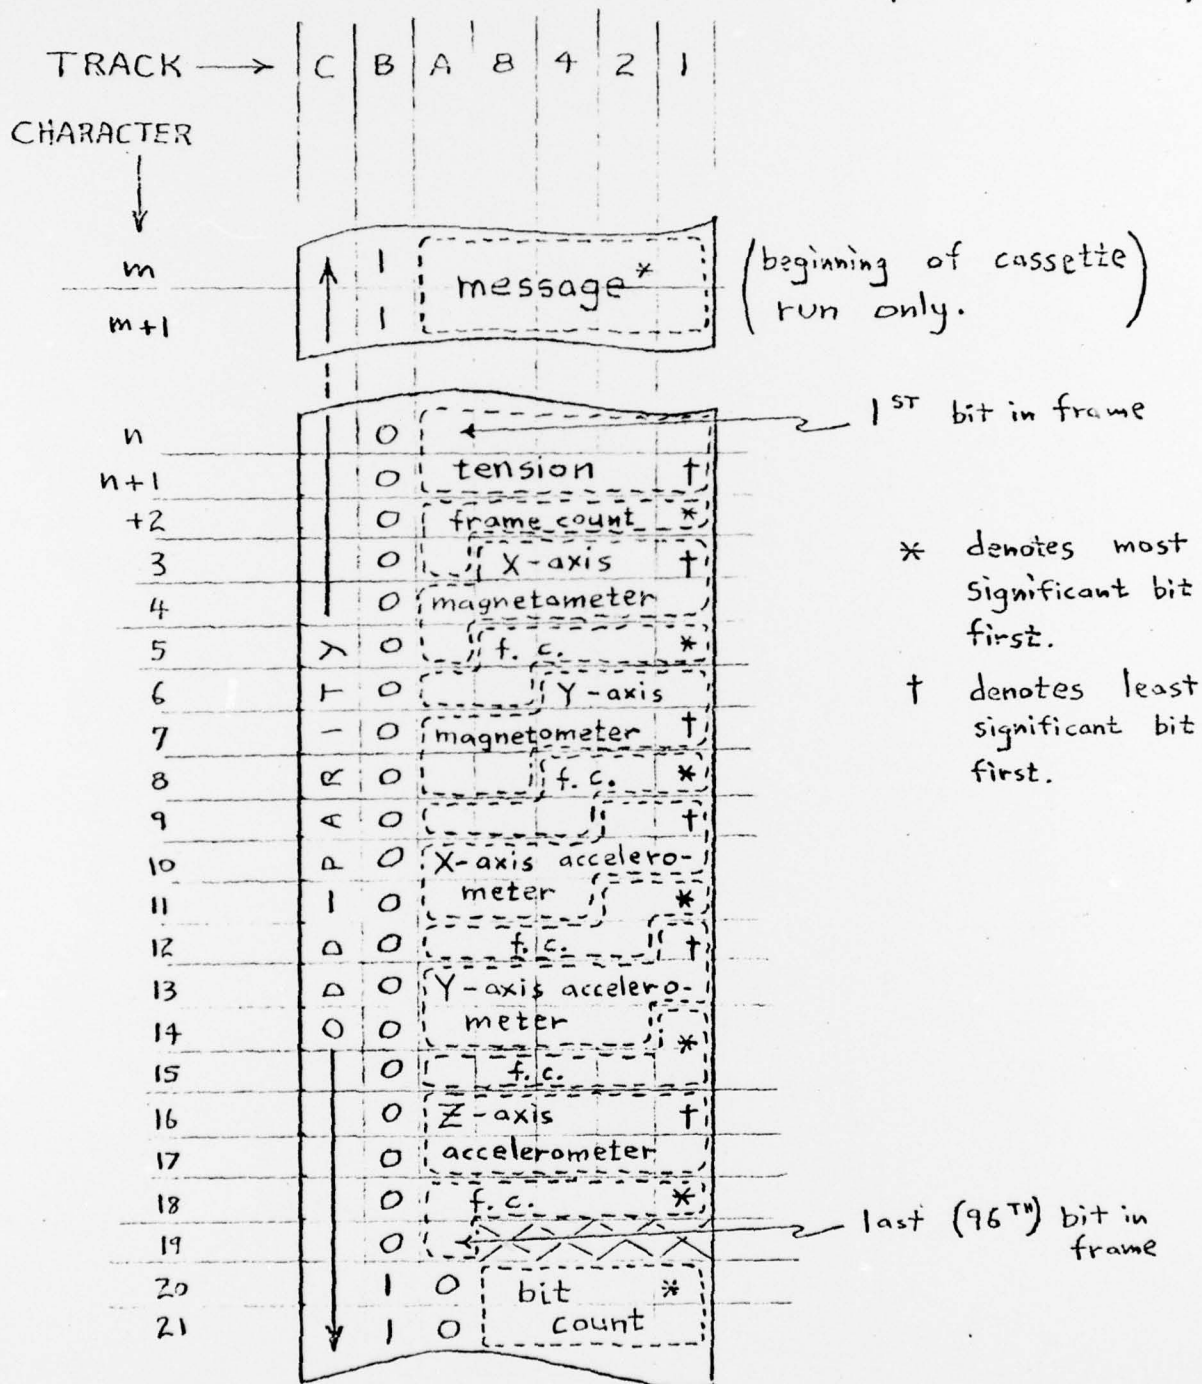 TRACK → C B A 8 4 2 1
CHARACTER
m 1
message*
m+1 1
(beginning of cassette
run only.)
n 0
1ST bit in frame
n+1 0 tension †
+2 0 frame count *
3 0 X-axis †
4 0 magnetometer
5 0 f. c. *
6 0 Y-axis
7 0 magnetometer †
8 0 f. c. *
9 0 †
10 0 X-axis accelero-
11 0 meter *
12 0 f. c. †
13 0 Y-axis accelero-
14 0 meter *
15 0 f. c.
16 0 Z-axis †
17 0 accelerometer
18 0 f. c. *
19 0
last (96TH) bit in
frame
20 1 0 bit *
21 1 0 count
ODD-PARITY
* denotes most
significant bit
first.
† denotes least
significant bit
first.